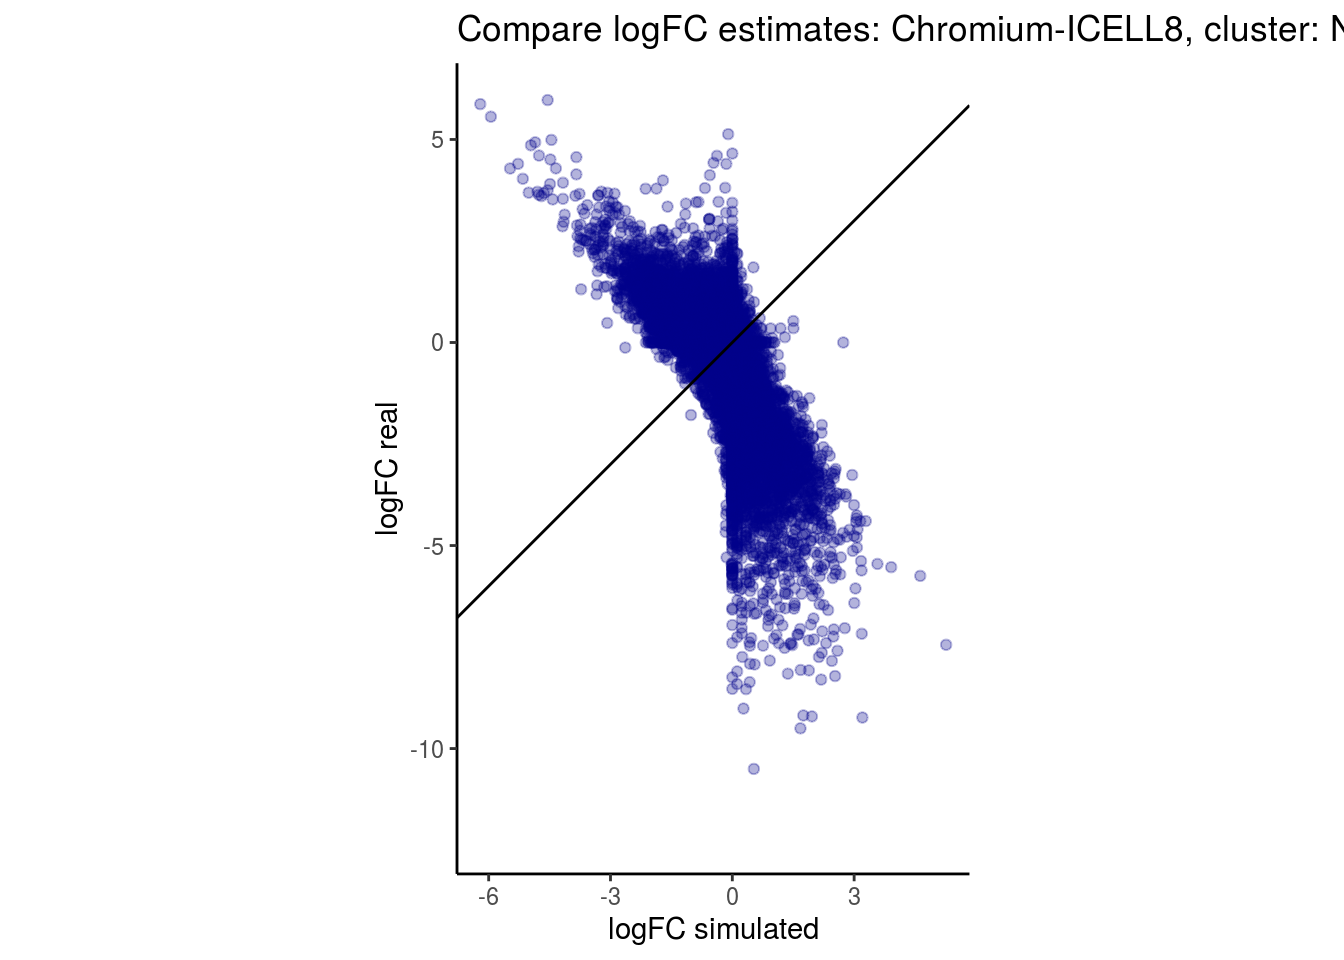 Compare logFC estimates: Chromium-ICELL8, cluster: N
5
0
-5
-10
logFC real
-6 -3 0 3
logFC simulated